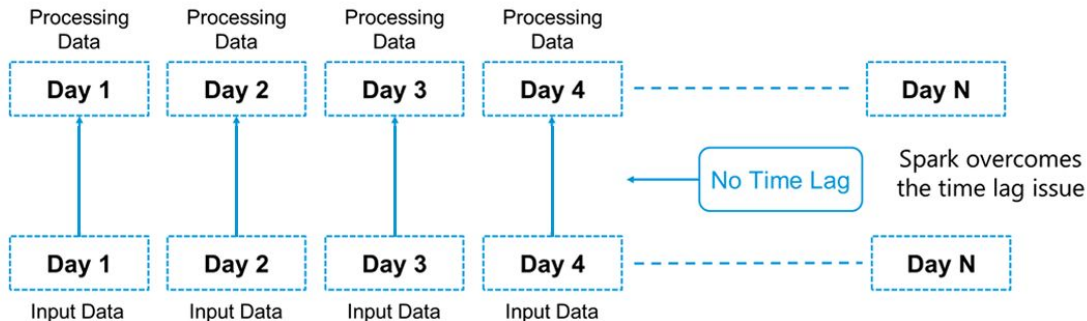 Processing Data
Processing Data
Processing Data
Processing Data
Day 1
Day 2
Day 3
Day 4
Day N
No Time Lag
Spark overcomes
the time lag issue
Day 1
Day 2
Day 3
Day 4
Day N
Input Data
Input Data
Input Data
Input Data